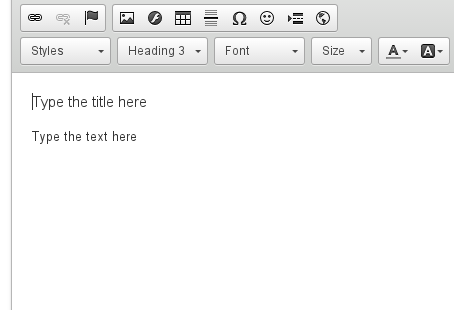 Styles Heading 3 Font Size A A
Type the title here
Type the text here